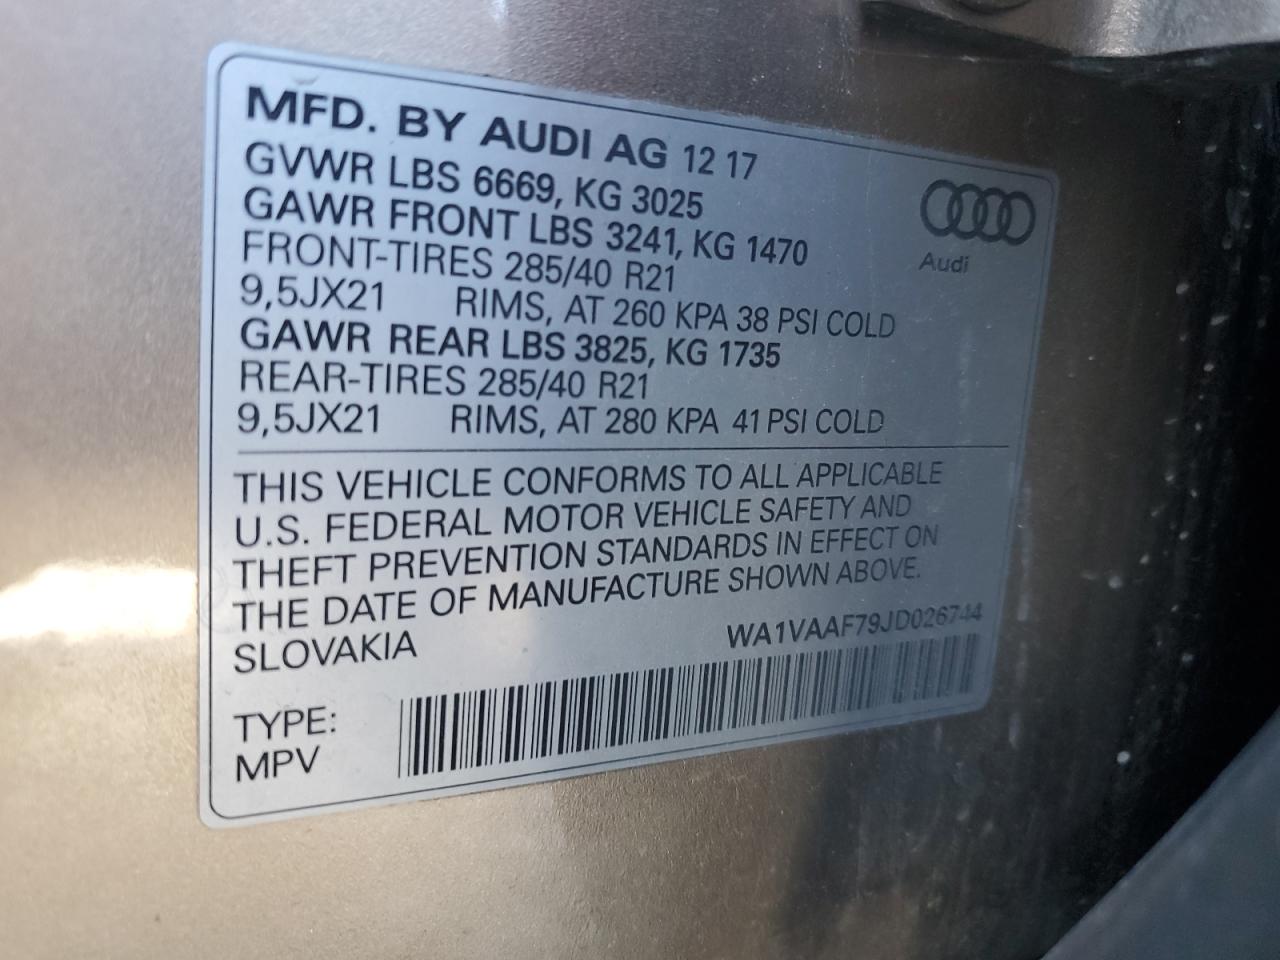 MFD. BY AUDI AG 12 17
GVWR LBS 6669, KG 3025
GAWR FRONT LBS 3241, KG 1470
FRONT-TIRES 285/40 R21
9,5JX21 RIMS, AT 260 KPA 38 PSI COLD
GAWR REAR LBS 3825, KG 1735
REAR-TIRES 285/40 R21
9,5JX21 RIMS, AT 280 KPA 41 PSI COLD
Audi
THIS VEHICLE CONFORMS TO ALL APPLICABLE
U.S. FEDERAL MOTOR VEHICLE SAFETY AND
THEFT PREVENTION STANDARDS IN EFFECT ON
THE DATE OF MANUFACTURE SHOWN ABOVE.
SLOVAKIA WA1VAAF79JD026744
TYPE:
MPV